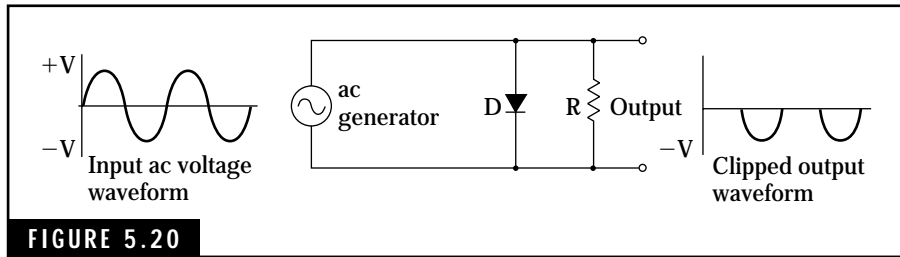 +V
−V
Input ac voltage
waveform
ac
generator
D
R
Output
−V
Clipped output
waveform
FIGURE 5.20